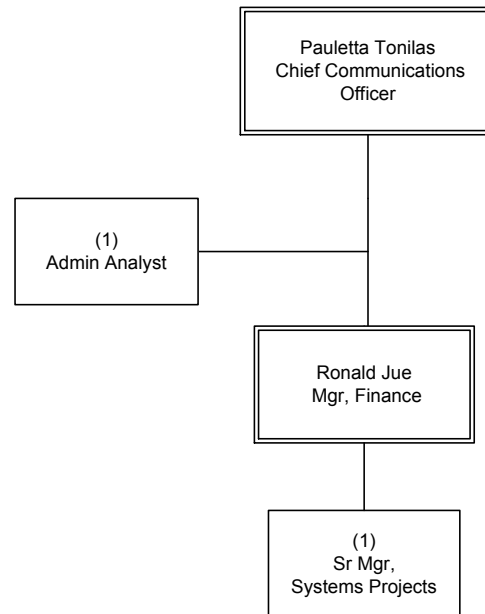 Pauletta Tonilas
Chief Communications
Officer
(1)
Admin Analyst
Ronald Jue
Mgr, Finance
(1)
Sr Mgr,
Systems Projects